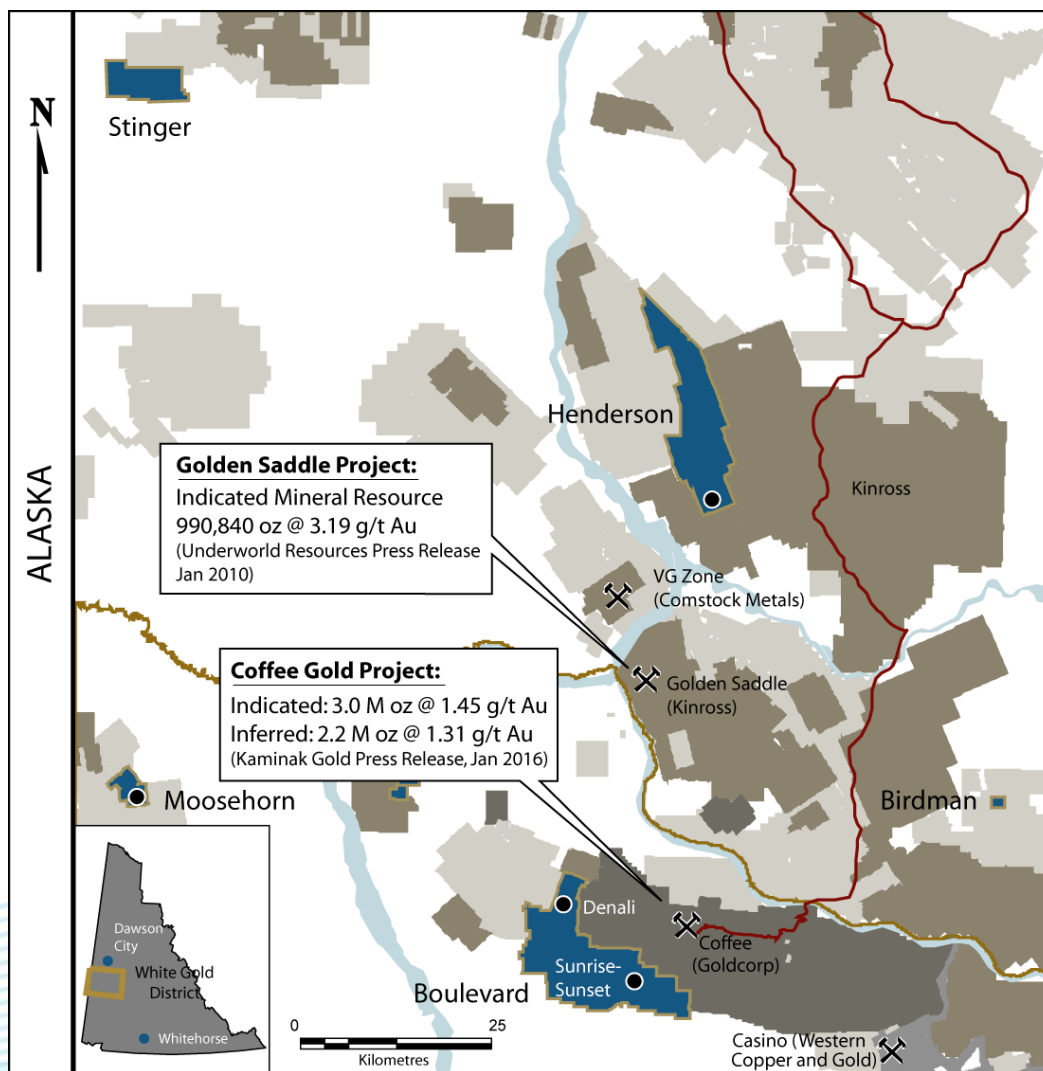 Stinger
N
ALASKA
Henderson
Kinross
Golden Saddle Project:
Indicated Mineral Resource
990,840 oz @ 3.19 g/t Au
(Underworld Resources Press Release
Jan 2010)
VG Zone
(Comstock Metals)
Golden Saddle
(Kinross)
Coffee Gold Project:
Indicated: 3.0 M oz @ 1.45 g/t Au
Inferred: 2.2 M oz @ 1.31 g/t Au
(Kaminak Gold Press Release, Jan 2016)
Moosehorn
Birdman
Denali
Coffee
(Goldcorp)
Sunrise-
Sunset
Boulevard
Dawson
City
White Gold
District
Whitehorse
0
25
Kilometres
Casino (Western
Copper and Gold)